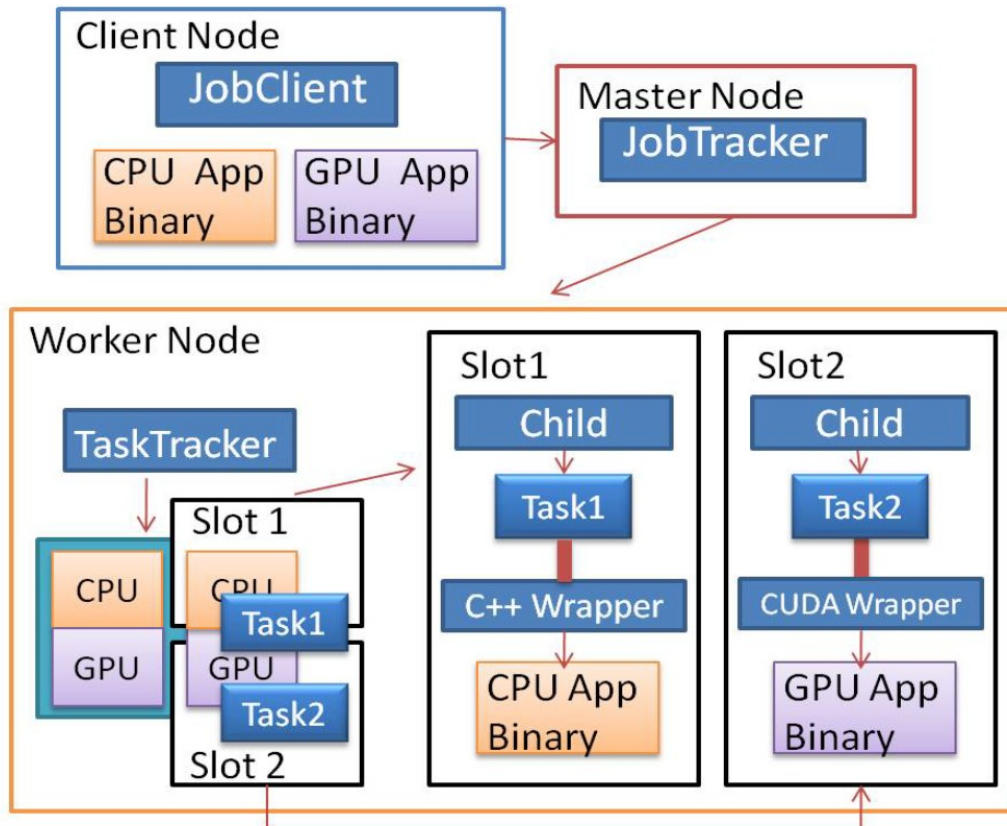 Client Node
JobClient
CPU App
Binary
GPU App
Binary
Master Node
JobTracker
Worker Node
TaskTracker
CPU
GPU
Slot 1
CPU
Task1
GPU
Task2
Slot 2
Slot1
Child
Task1
C++ Wrapper
CPU App
Binary
Slot2
Child
Task2
CUDA Wrapper
GPU App
Binary